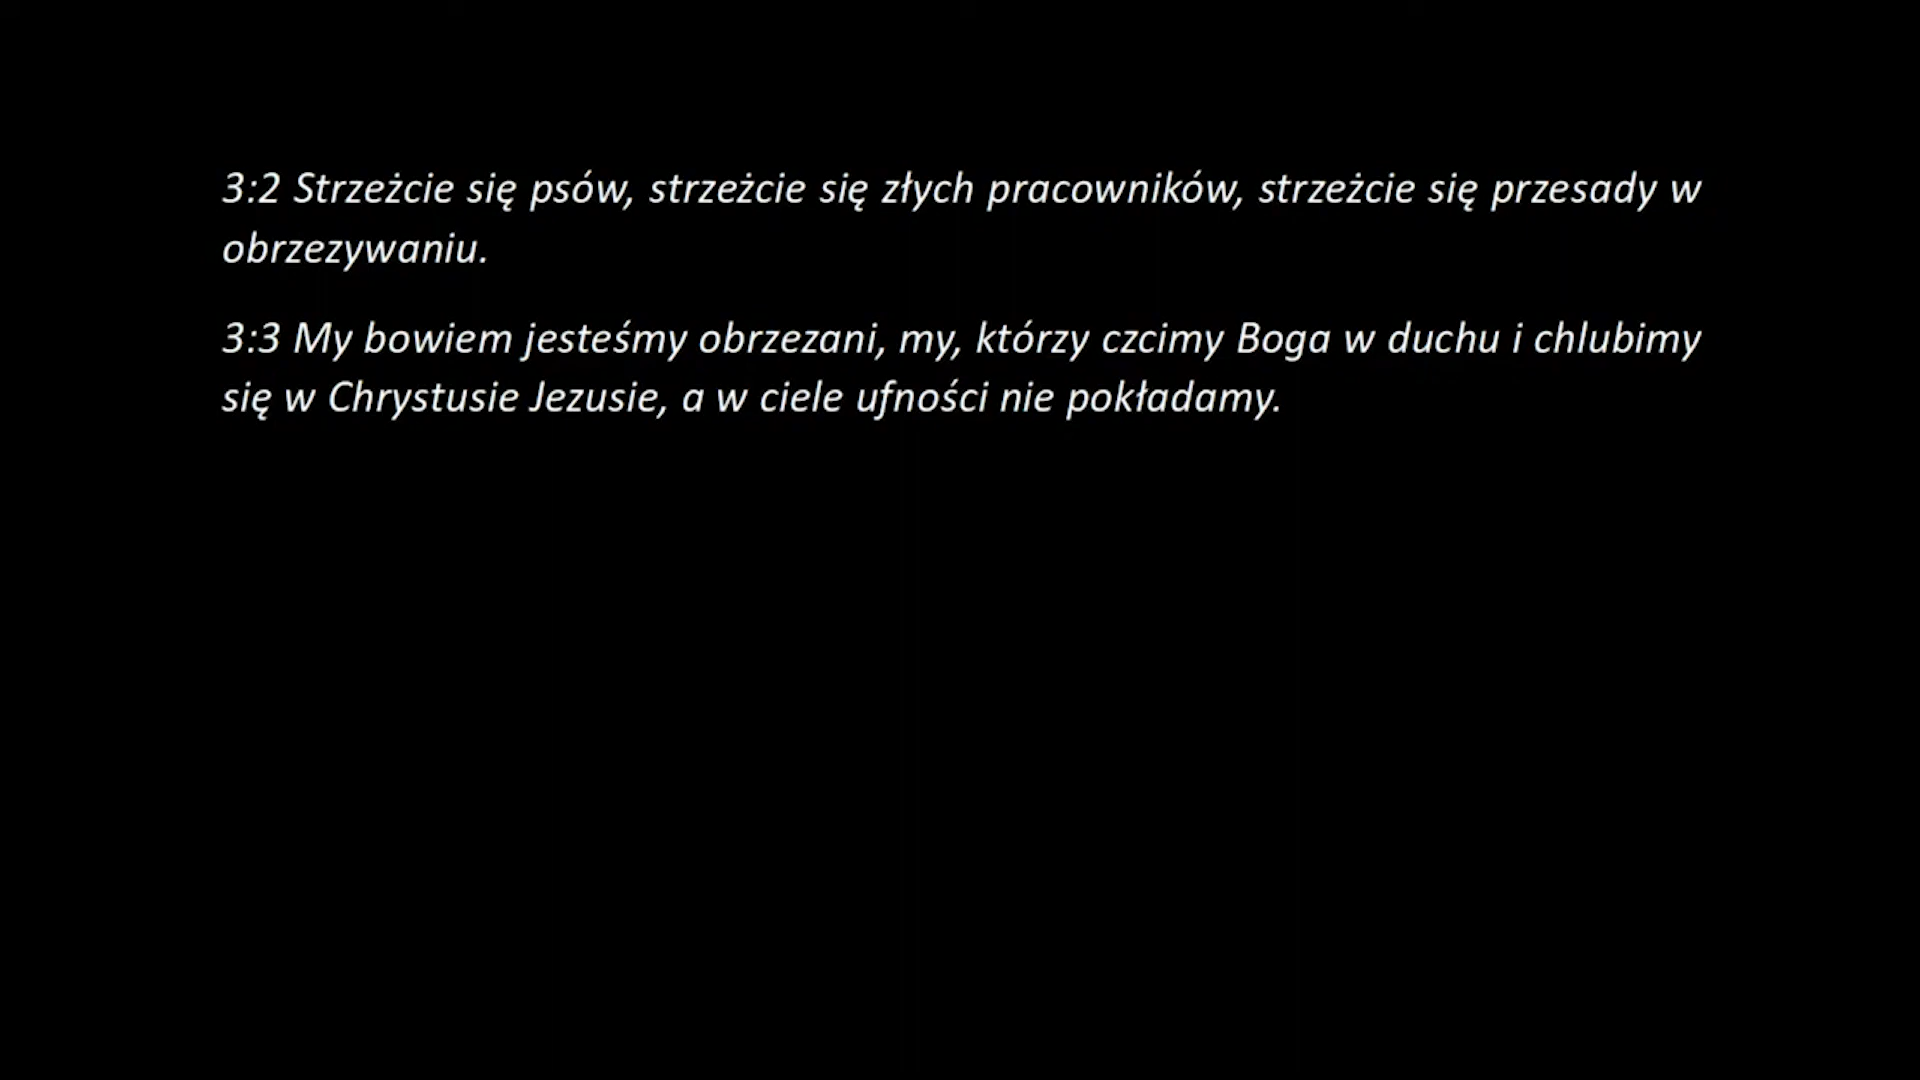 3:2 Strzeżcie się psów, strzeżcie się złych pracowników, strzeżcie się przesady w
obrzezywaniu.
3:3 My bowiem jesteśmy obrzezani, my, którzy czcimy Boga w duchu i chlubimy
się w Chrystusie Jezusie, a w ciele ufności nie pokładamy.